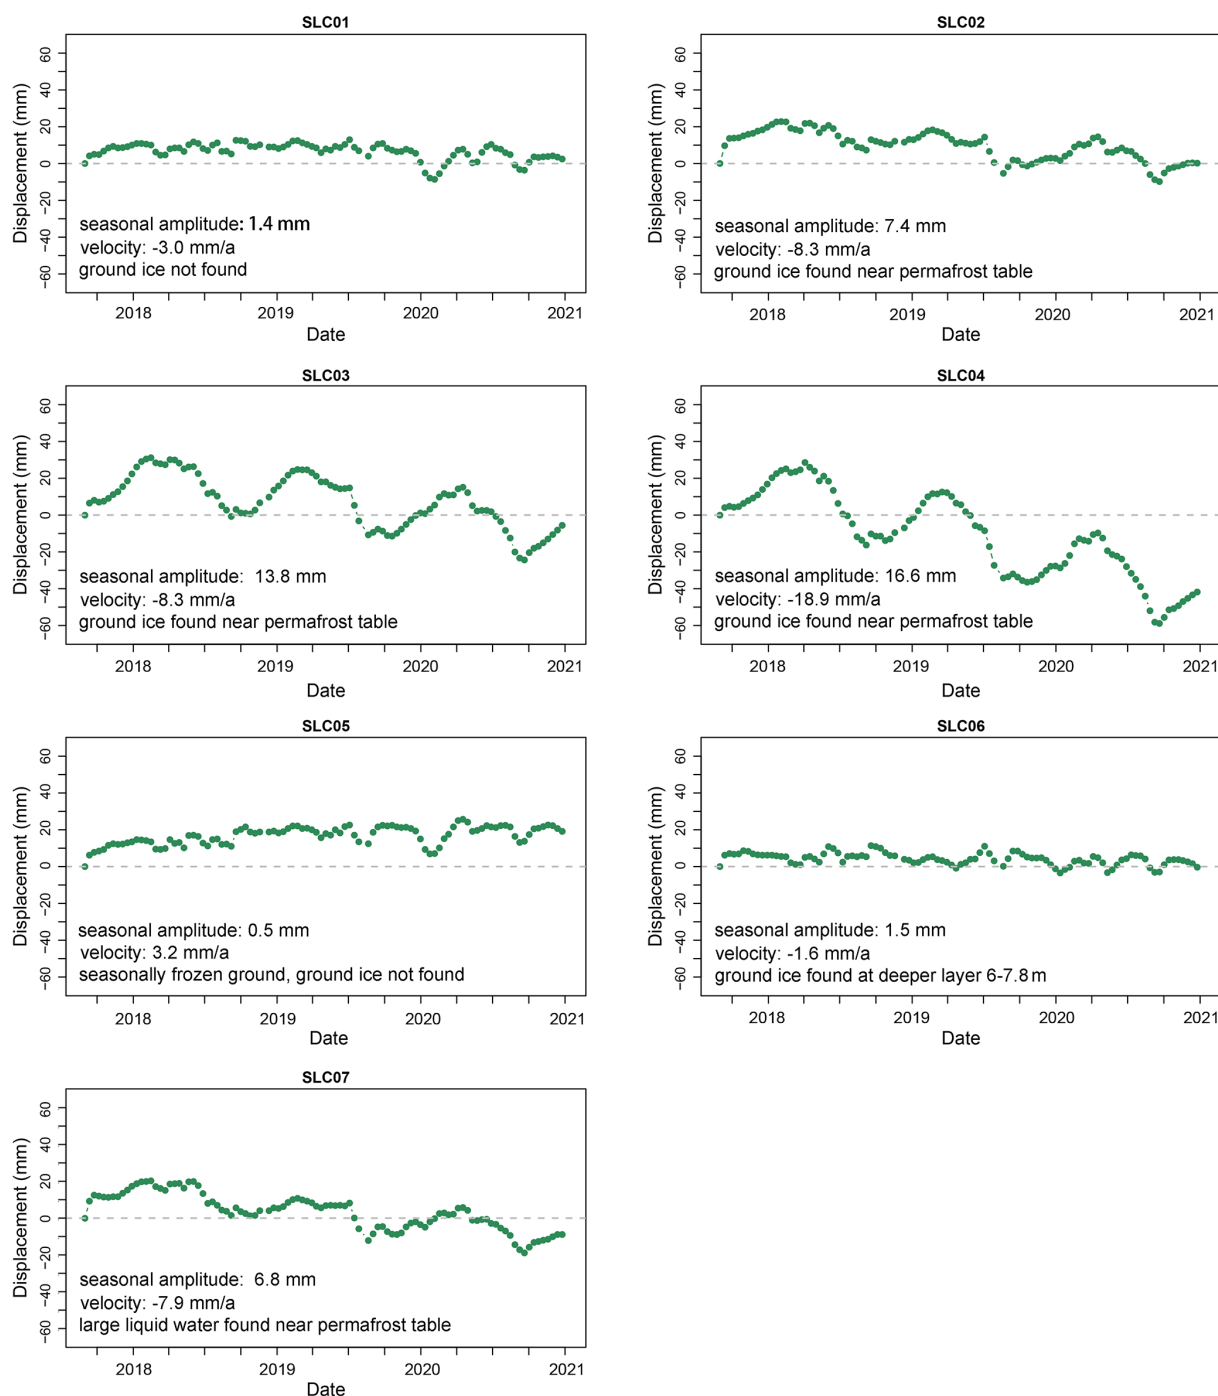 SLC01
Displacement (mm)
60
40
20
0
−20
−40
−60
seasonal amplitude: 1.4 mm
velocity: -3.0 mm/a
ground ice not found
2018 2019 2020 2021
Date
SLC02
Displacement (mm)
60
40
20
0
−20
−40
−60
seasonal amplitude: 7.4 mm
velocity: -8.3 mm/a
ground ice found near permafrost table
2018 2019 2020 2021
Date
SLC03
Displacement (mm)
60
40
20
0
−20
−40
−60
seasonal amplitude: 13.8 mm
velocity: -8.3 mm/a
ground ice found near permafrost table
2018 2019 2020 2021
Date
SLC04
Displacement (mm)
60
40
20
0
−20
−40
−60
seasonal amplitude: 16.6 mm
velocity: -18.9 mm/a
ground ice found near permafrost table
2018 2019 2020 2021
Date
SLC05
Displacement (mm)
60
40
20
0
−20
−40
−60
seasonal amplitude: 0.5 mm
velocity: 3.2 mm/a
seasonally frozen ground, ground ice not found
2018 2019 2020 2021
Date
SLC06
Displacement (mm)
60
40
20
0
−20
−40
−60
seasonal amplitude: 1.5 mm
velocity: -1.6 mm/a
ground ice found at deeper layer 6-7.8 m
2018 2019 2020 2021
Date
SLC07
Displacement (mm)
60
40
20
0
−20
−40
−60
seasonal amplitude: 6.8 mm
velocity: -7.9 mm/a
large liquid water found near permafrost table
2018 2019 2020 2021
Date